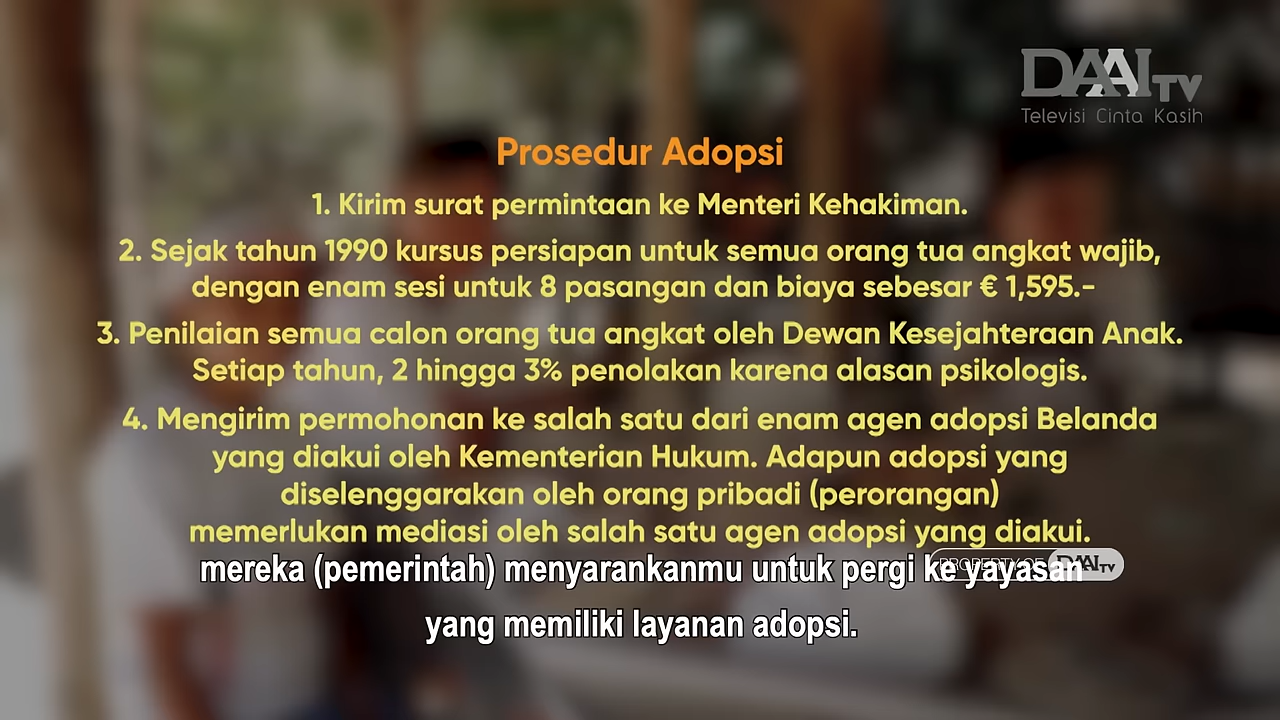 DAAI TV
Televisi Cinta Kasih
Prosedur Adopsi
1. Kirim surat permintaan ke Menteri Kehakiman.
2. Sejak tahun 1990 kursus persiapan untuk semua orang tua angkat wajib,
dengan enam sesi untuk 8 pasangan dan biaya sebesar € 1,595.-
3. Penilaian semua calon orang tua angkat oleh Dewan Kesejahteraan Anak.
Setiap tahun, 2 hingga 3% penolakan karena alasan psikologis.
4. Mengirim permohonan ke salah satu dari enam agen adopsi Belanda
yang diakui oleh Kementerian Hukum. Adapun adopsi yang
diselenggarakan oleh orang pribadi (perorangan)
memerlukan mediasi oleh salah satu agen adopsi yang diakui.
mereka (pemerintah) menyarankanmu untuk pergi ke yayasan
PROPERTY OF DAAI TV
yang memiliki layanan adopsi.